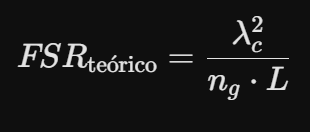 FSR_teórico = λ_c^2 / (n_g · L)